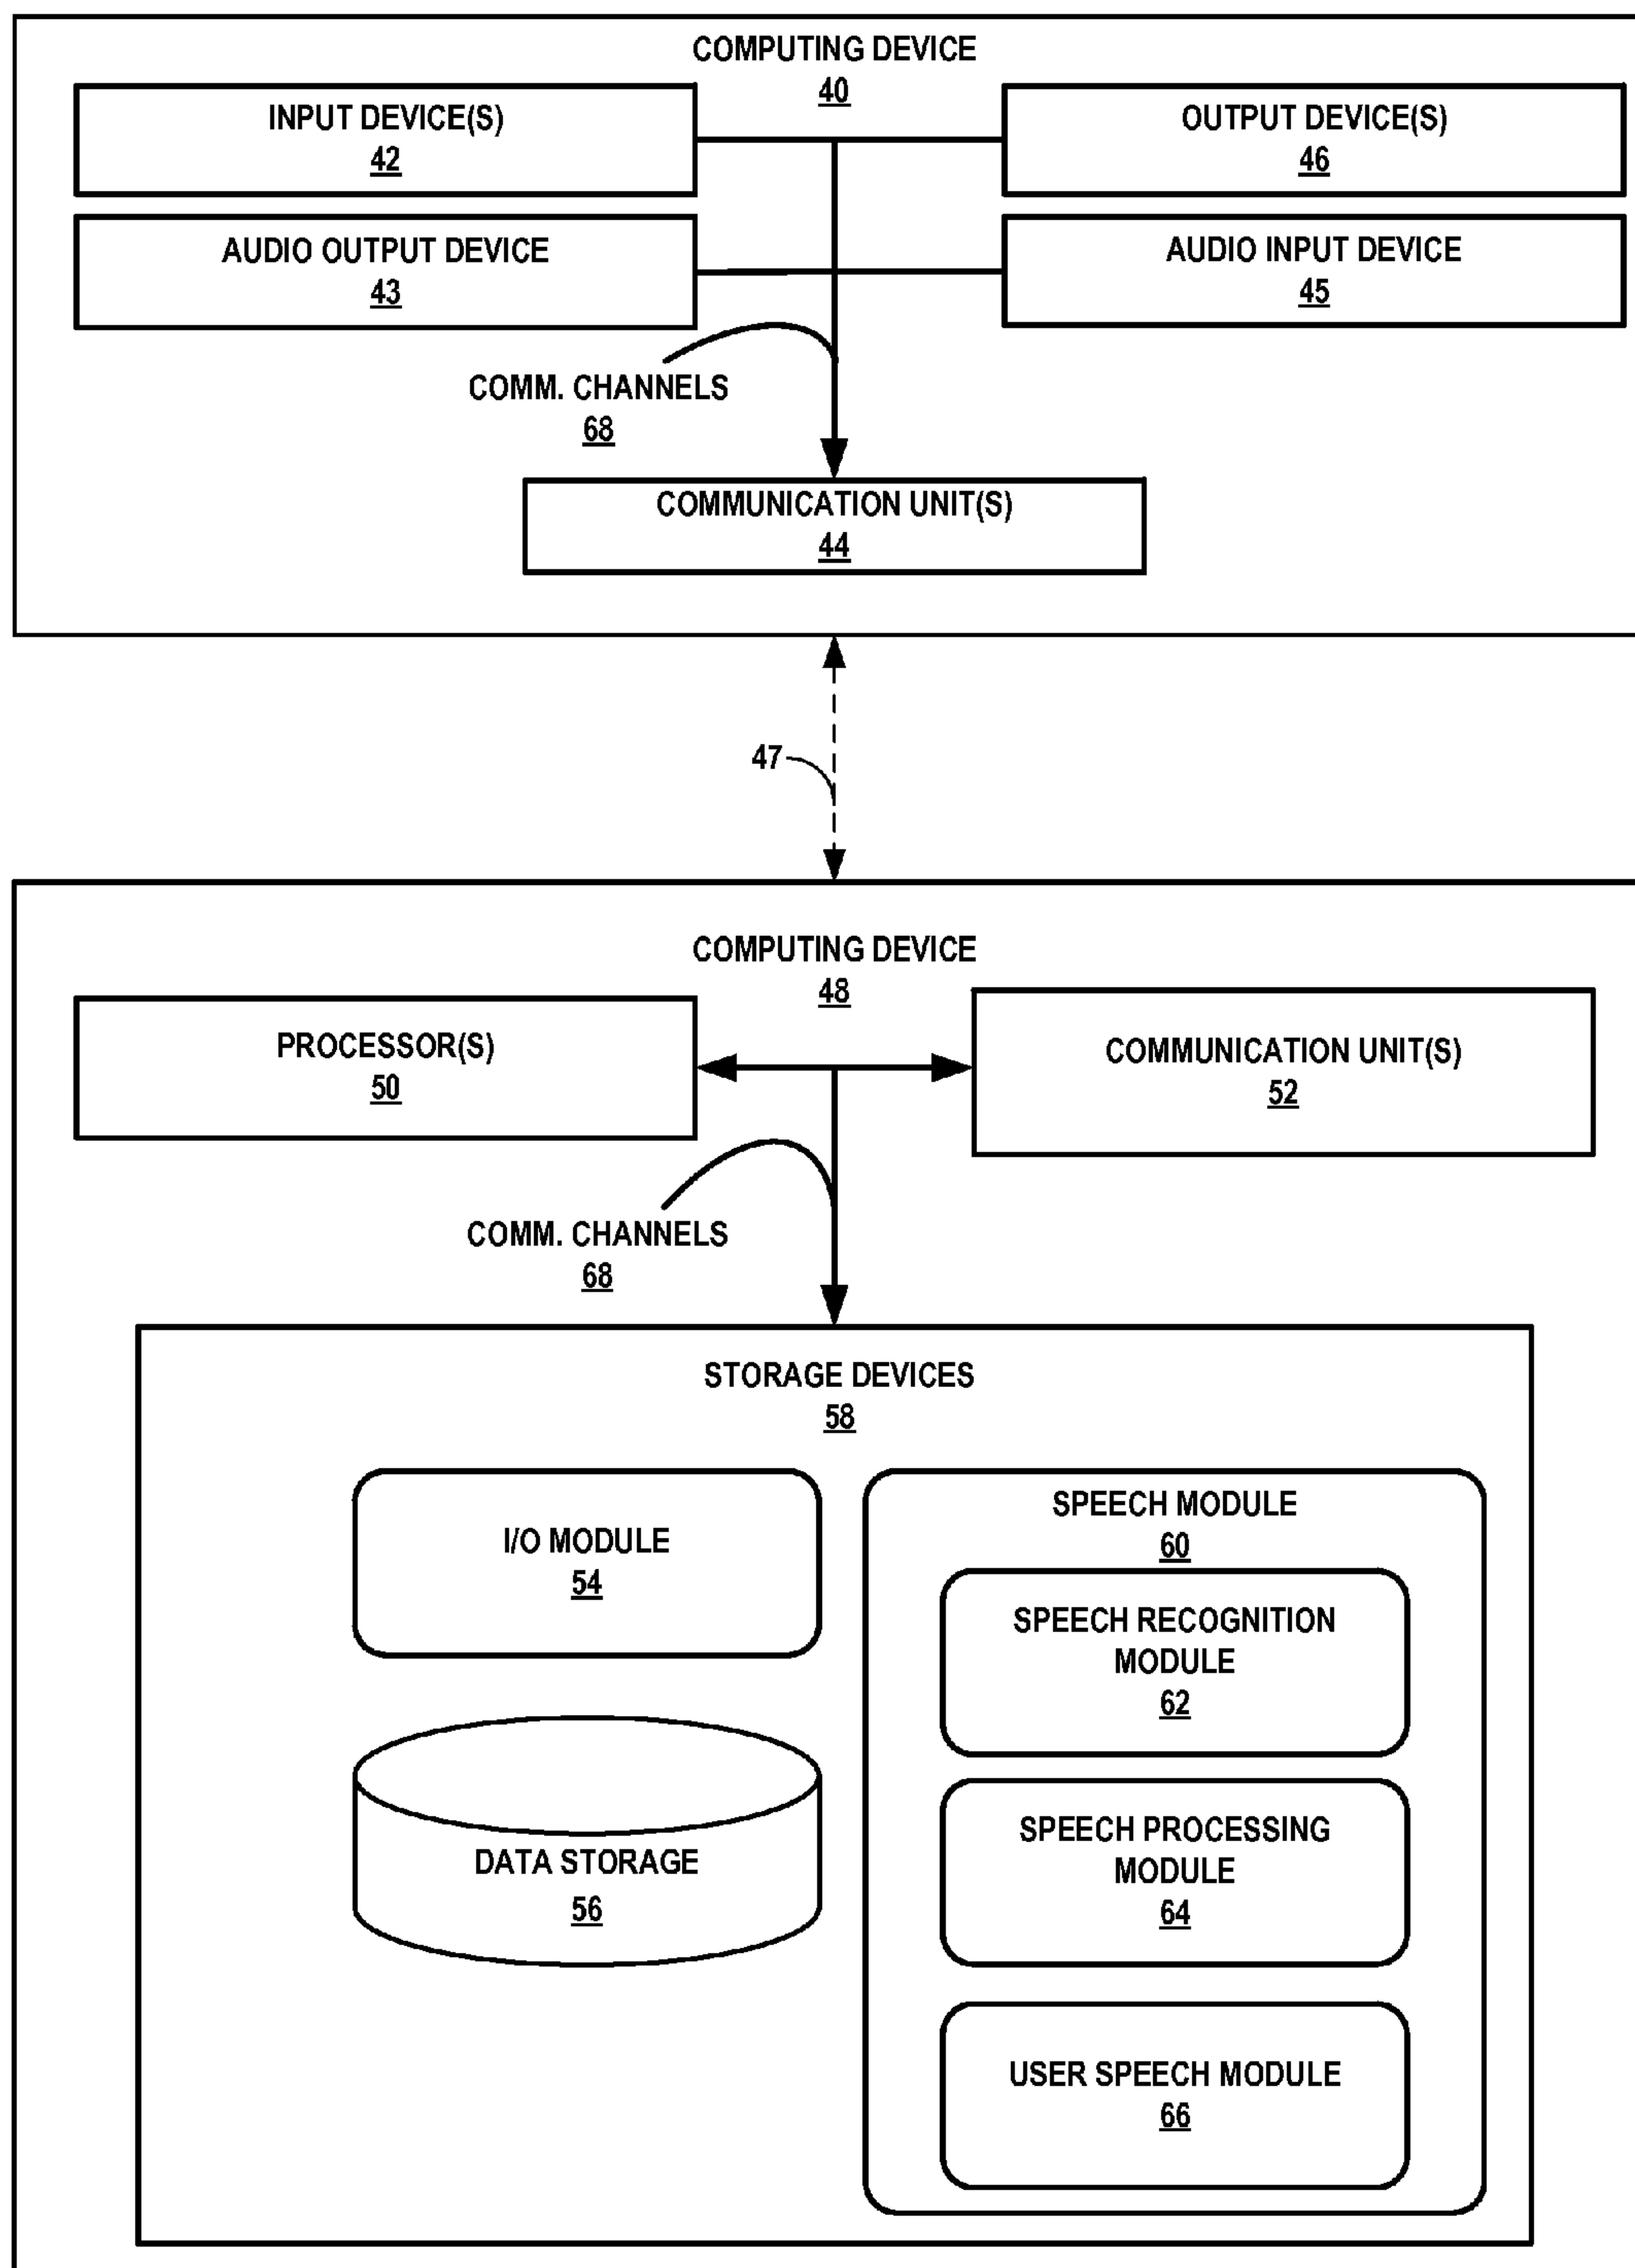 COMPUTING DEVICE
40
INPUT DEVICE(S)
42
OUTPUT DEVICE(S)
46
AUDIO OUTPUT DEVICE
43
AUDIO INPUT DEVICE
45
COMM. CHANNELS
68
COMMUNICATION UNIT(S)
44
47
COMPUTING DEVICE
48
PROCESSOR(S)
50
COMMUNICATION UNIT(S)
52
COMM. CHANNELS
68
STORAGE DEVICES
58
I/O MODULE
54
DATA STORAGE
56
SPEECH MODULE
60
SPEECH RECOGNITION
MODULE
62
SPEECH PROCESSING
MODULE
64
USER SPEECH MODULE
66